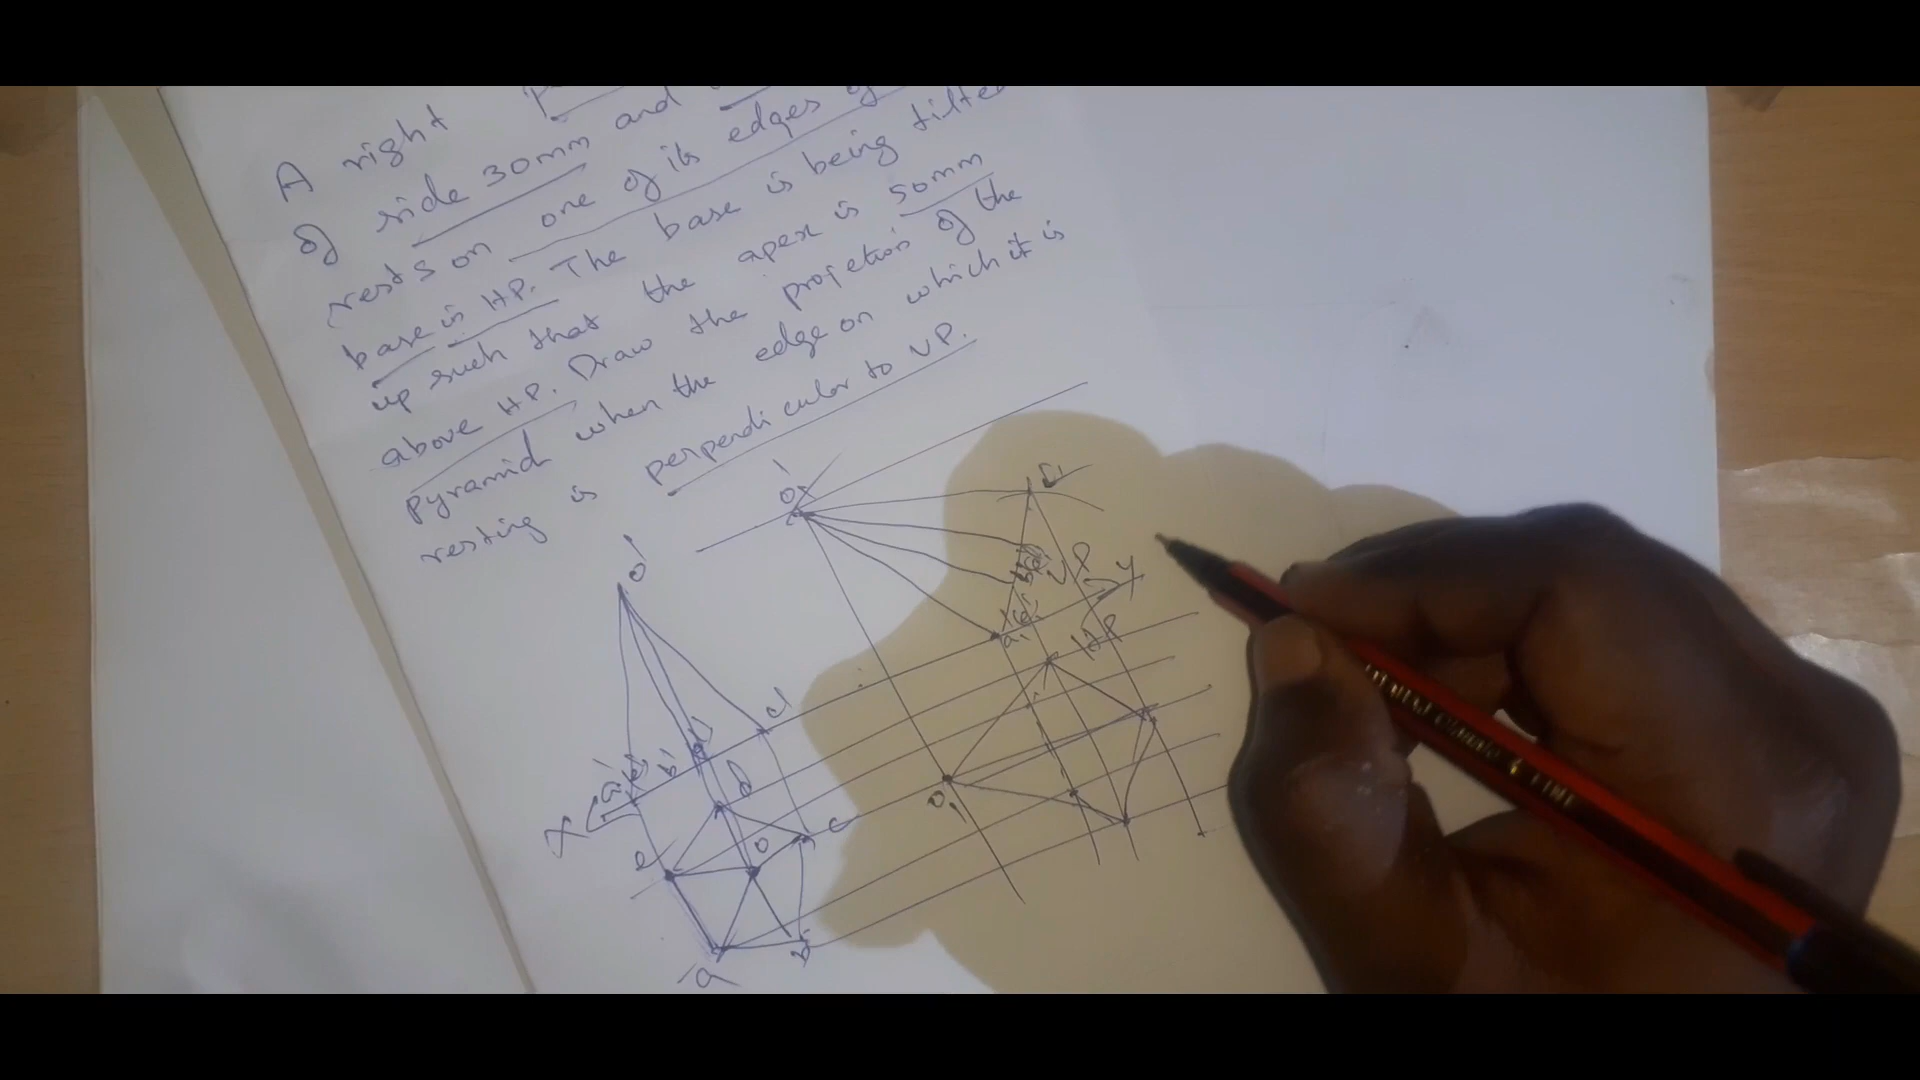 A right
of side 30mm and
rests on one of its edges of
base in HP. The base is being tilted
up such that the apex is 50mm
above HP. Draw the projetion of the
pyramid when the edge on which it is
resting is perpendicular to VP.
o'
o'
c'
VP
Y
HP
c'
X
d
e
o
c
o₁
b
a